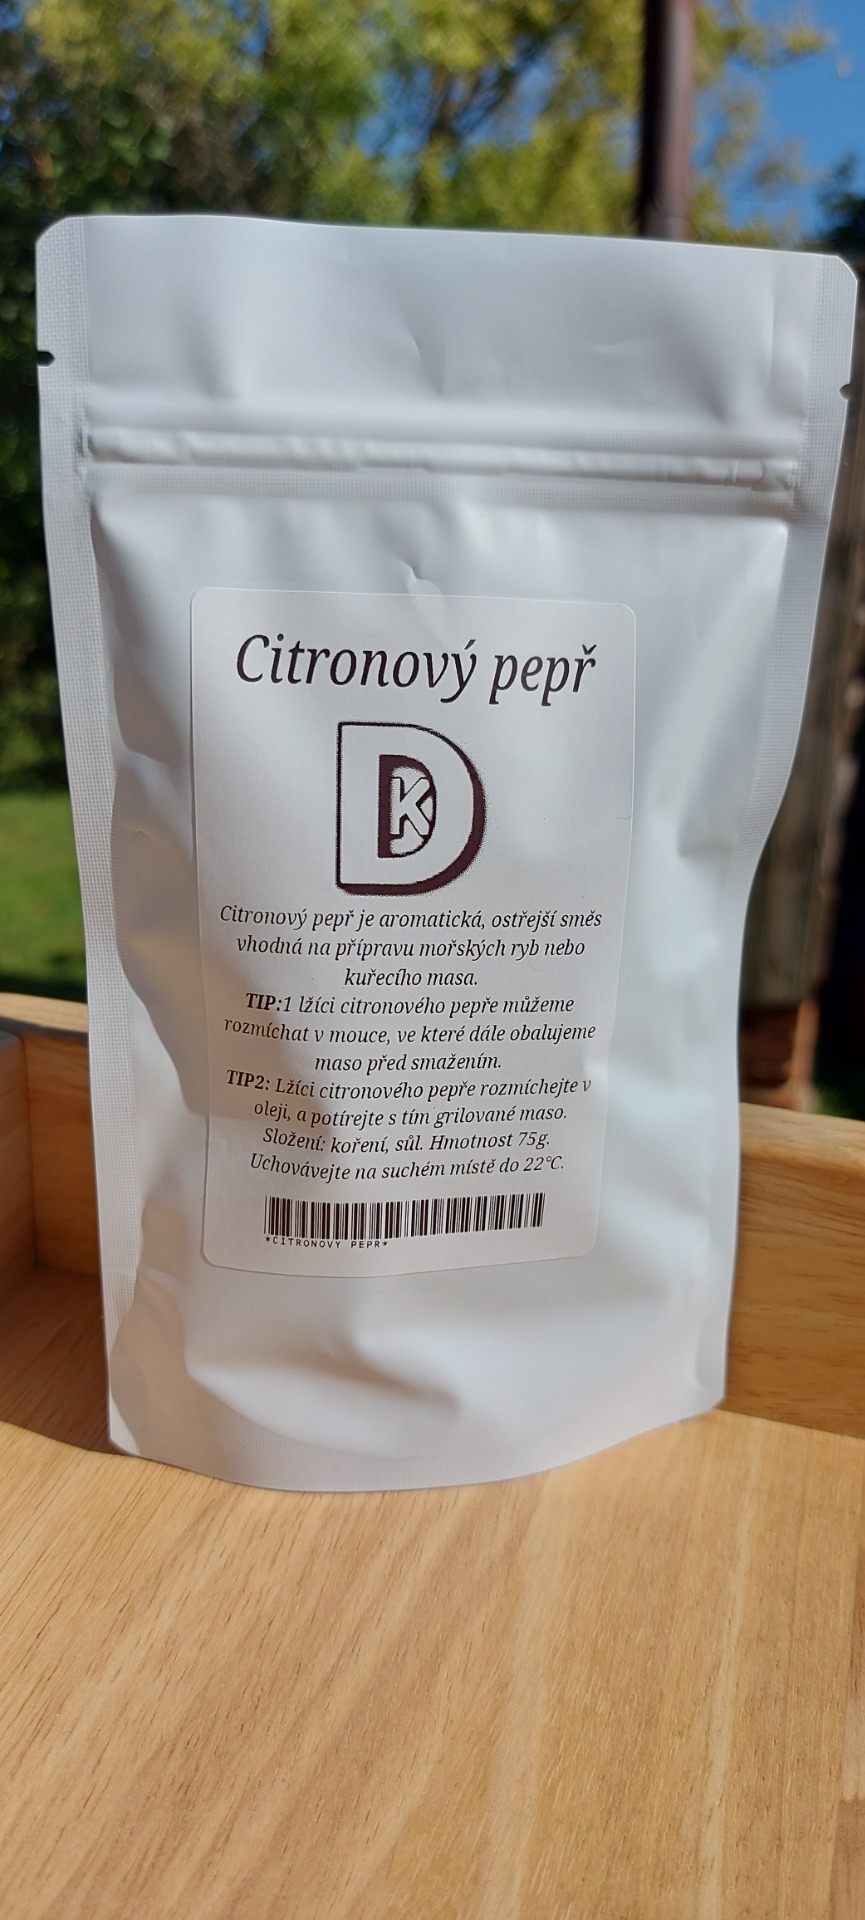 Citronový pepř
D
K
Citronový pepř je aromatická, ostřejší směs
vhodná na přípravu mořských ryb nebo
kuřecího masa.
TIP:1 lžíci citronového pepře můžeme
rozmíchat v mouce, ve které dále obalujeme
maso před smažením.
TIP2: Lžíci citronového pepře rozmíchejte v
oleji, a potírejte s tím grilované maso.
Složení: koření, sůl. Hmotnost 75g.
Uchovávejte na suchém místě do 22°C.
*CITRONOVY PEPR*